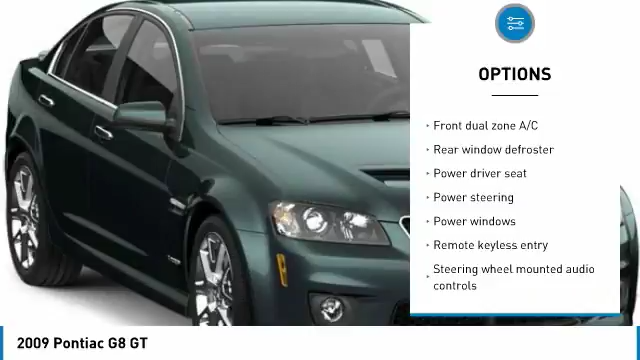 OPTIONS
Front dual zone A/C
Rear window defroster
Power driver seat
Power steering
Power windows
Remote keyless entry
Steering wheel mounted audio
controls
2009 Pontiac G8 GT